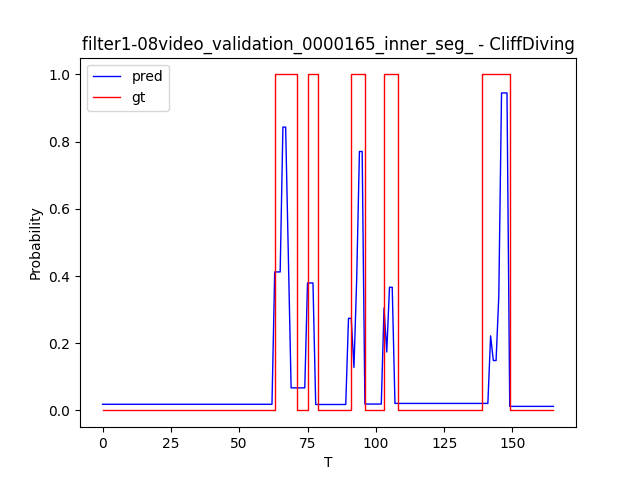 filter1-08video_validation_0000165_inner_seg_ - CliffDiving
pred
gt
1.0
0.8
0.6
0.4
0.2
0.0
Probability
0 25 50 75 100 125 150
T